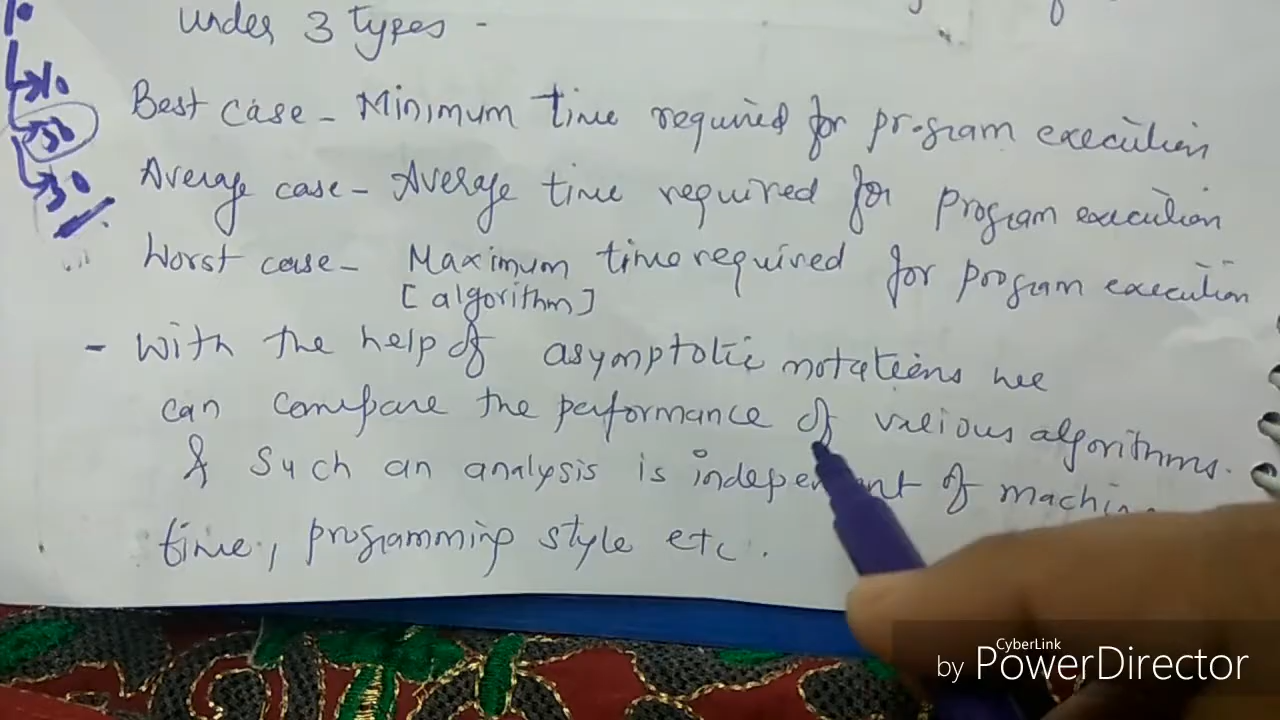 under 3 types -
10
Best case - Minimum time required for program execution
30
Average case - Average time required for program execution
Worst case - Maximum time required for program execution
[algorithm]
- With the help of asymptotic notations we
can compare the performance of various algorithms.
& Such an analysis is of
time, programming style etc.
CyberLink
by PowerDirector